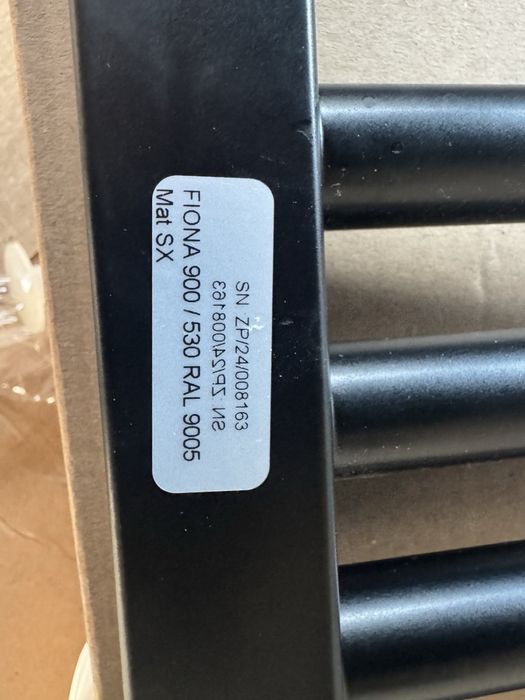 SN ZP/24/008163
SN ZP/24/008163
FIONA 900 / 530 RAL 9005
Mat SX